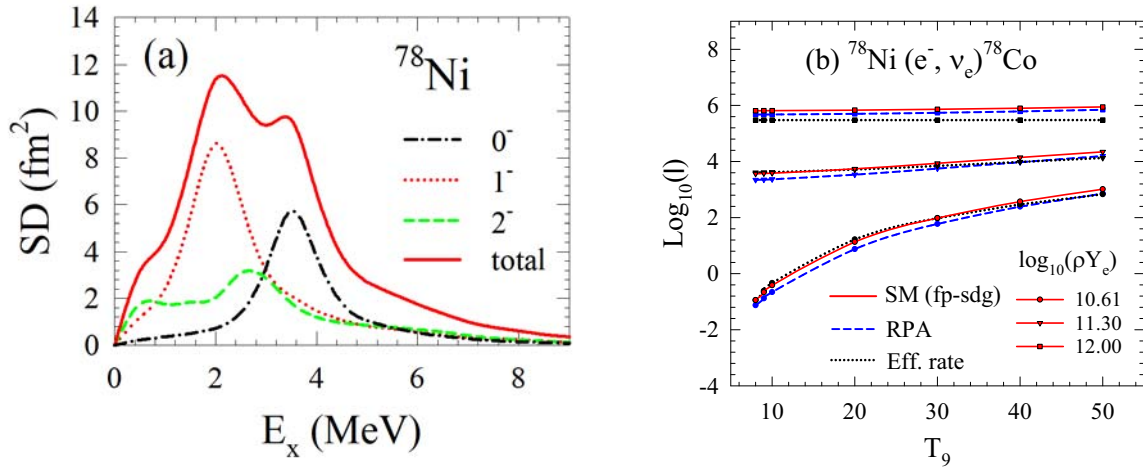 (a)
⁷⁸Ni
14
12
10
8
6
4
2
0
SD (fm²)
0⁻
1⁻
2⁻
total
0 2 4 6 8
Eₓ (MeV)
(b) ⁷⁸Ni (e⁻, νₑ)⁷⁸Co
8
6
4
2
0
-2
-4
Log₁₀(l)
log₁₀(ρYₑ)
SM (fp-sdg) 10.61
RPA 11.30
Eff. rate 12.00
10 20 30 40 50
T₉